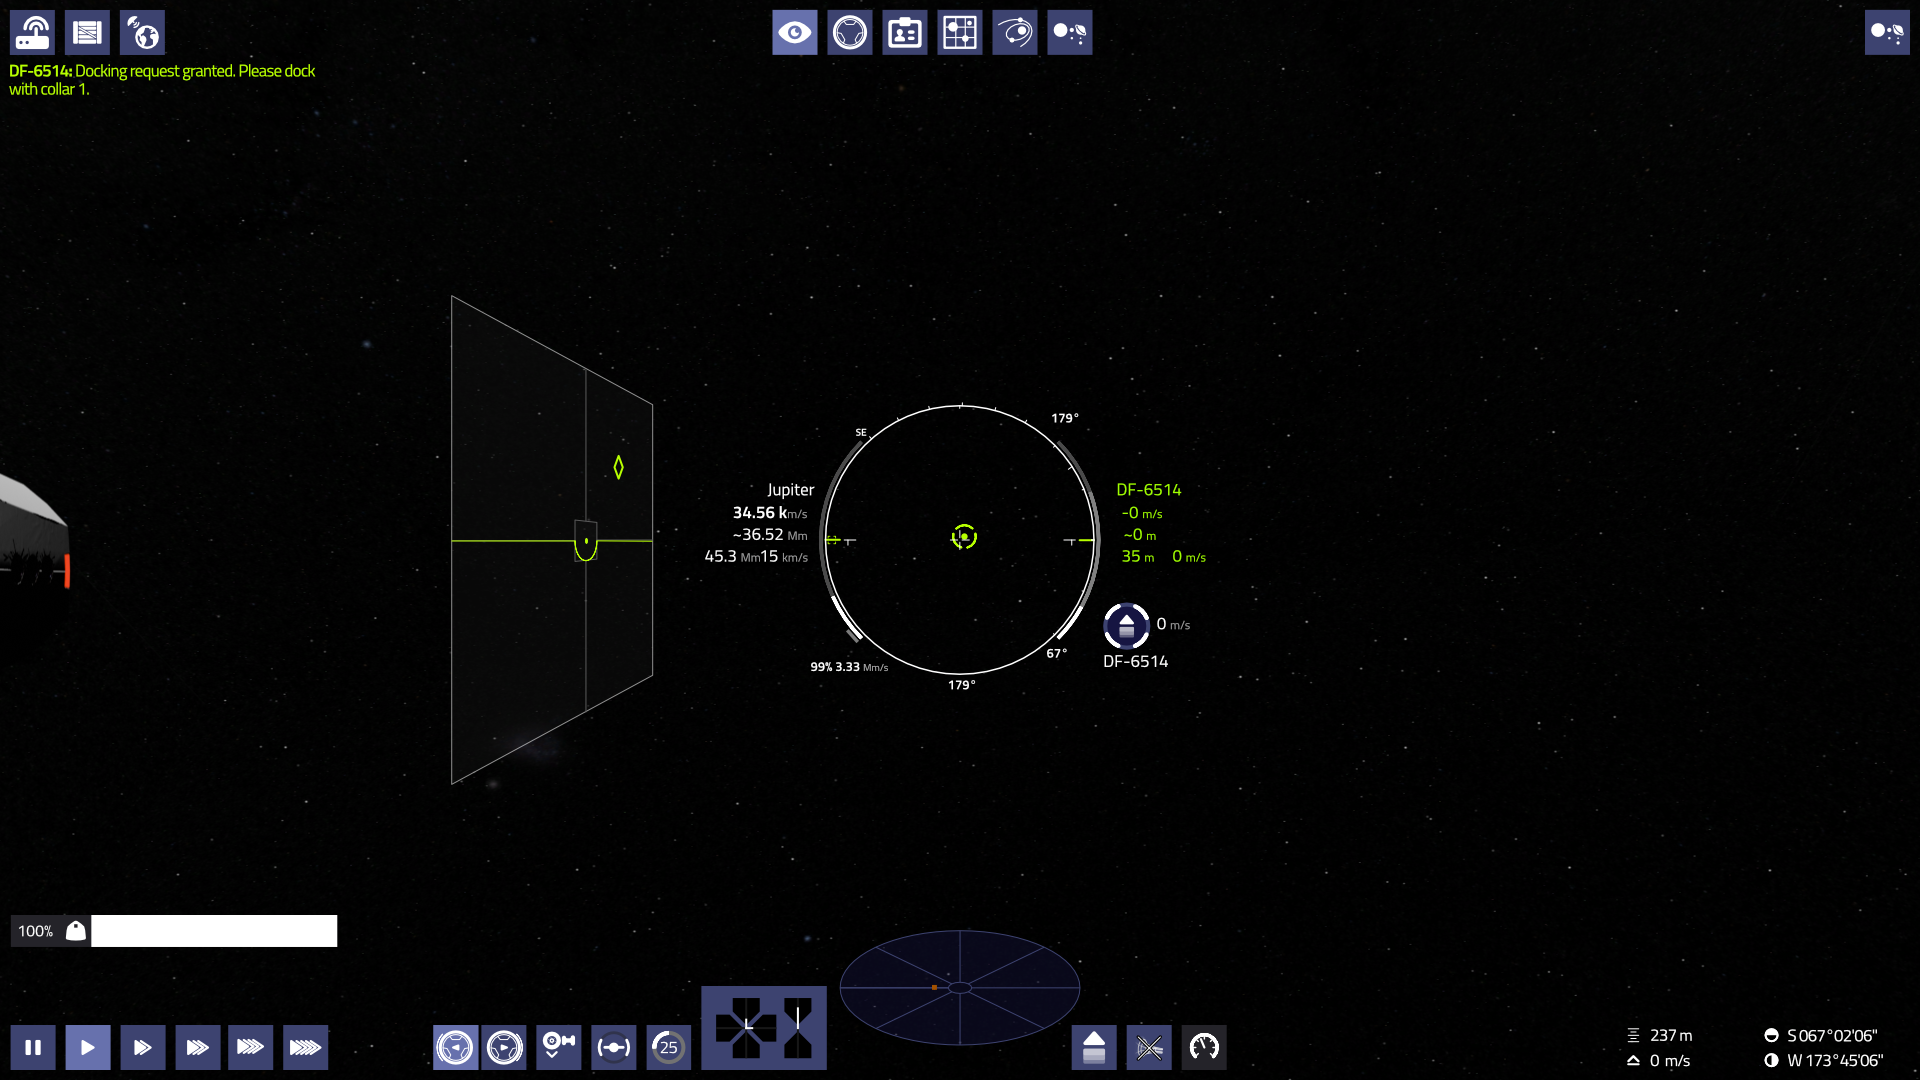 DF-6514: Docking request granted. Please dock
with collar 1.
179°
SE
Jupiter
34.56 km/s
~36.52 Mm
45.3 Mm 15 km/s
DF-6514
-0 m/s
~0 m
35 m 0 m/s
0 m/s
DF-6514
67°
99% 3.33 Mm/s
179°
100%
25
L
237 m
0 m/s
S 067°02'06"
W 173°45'06"